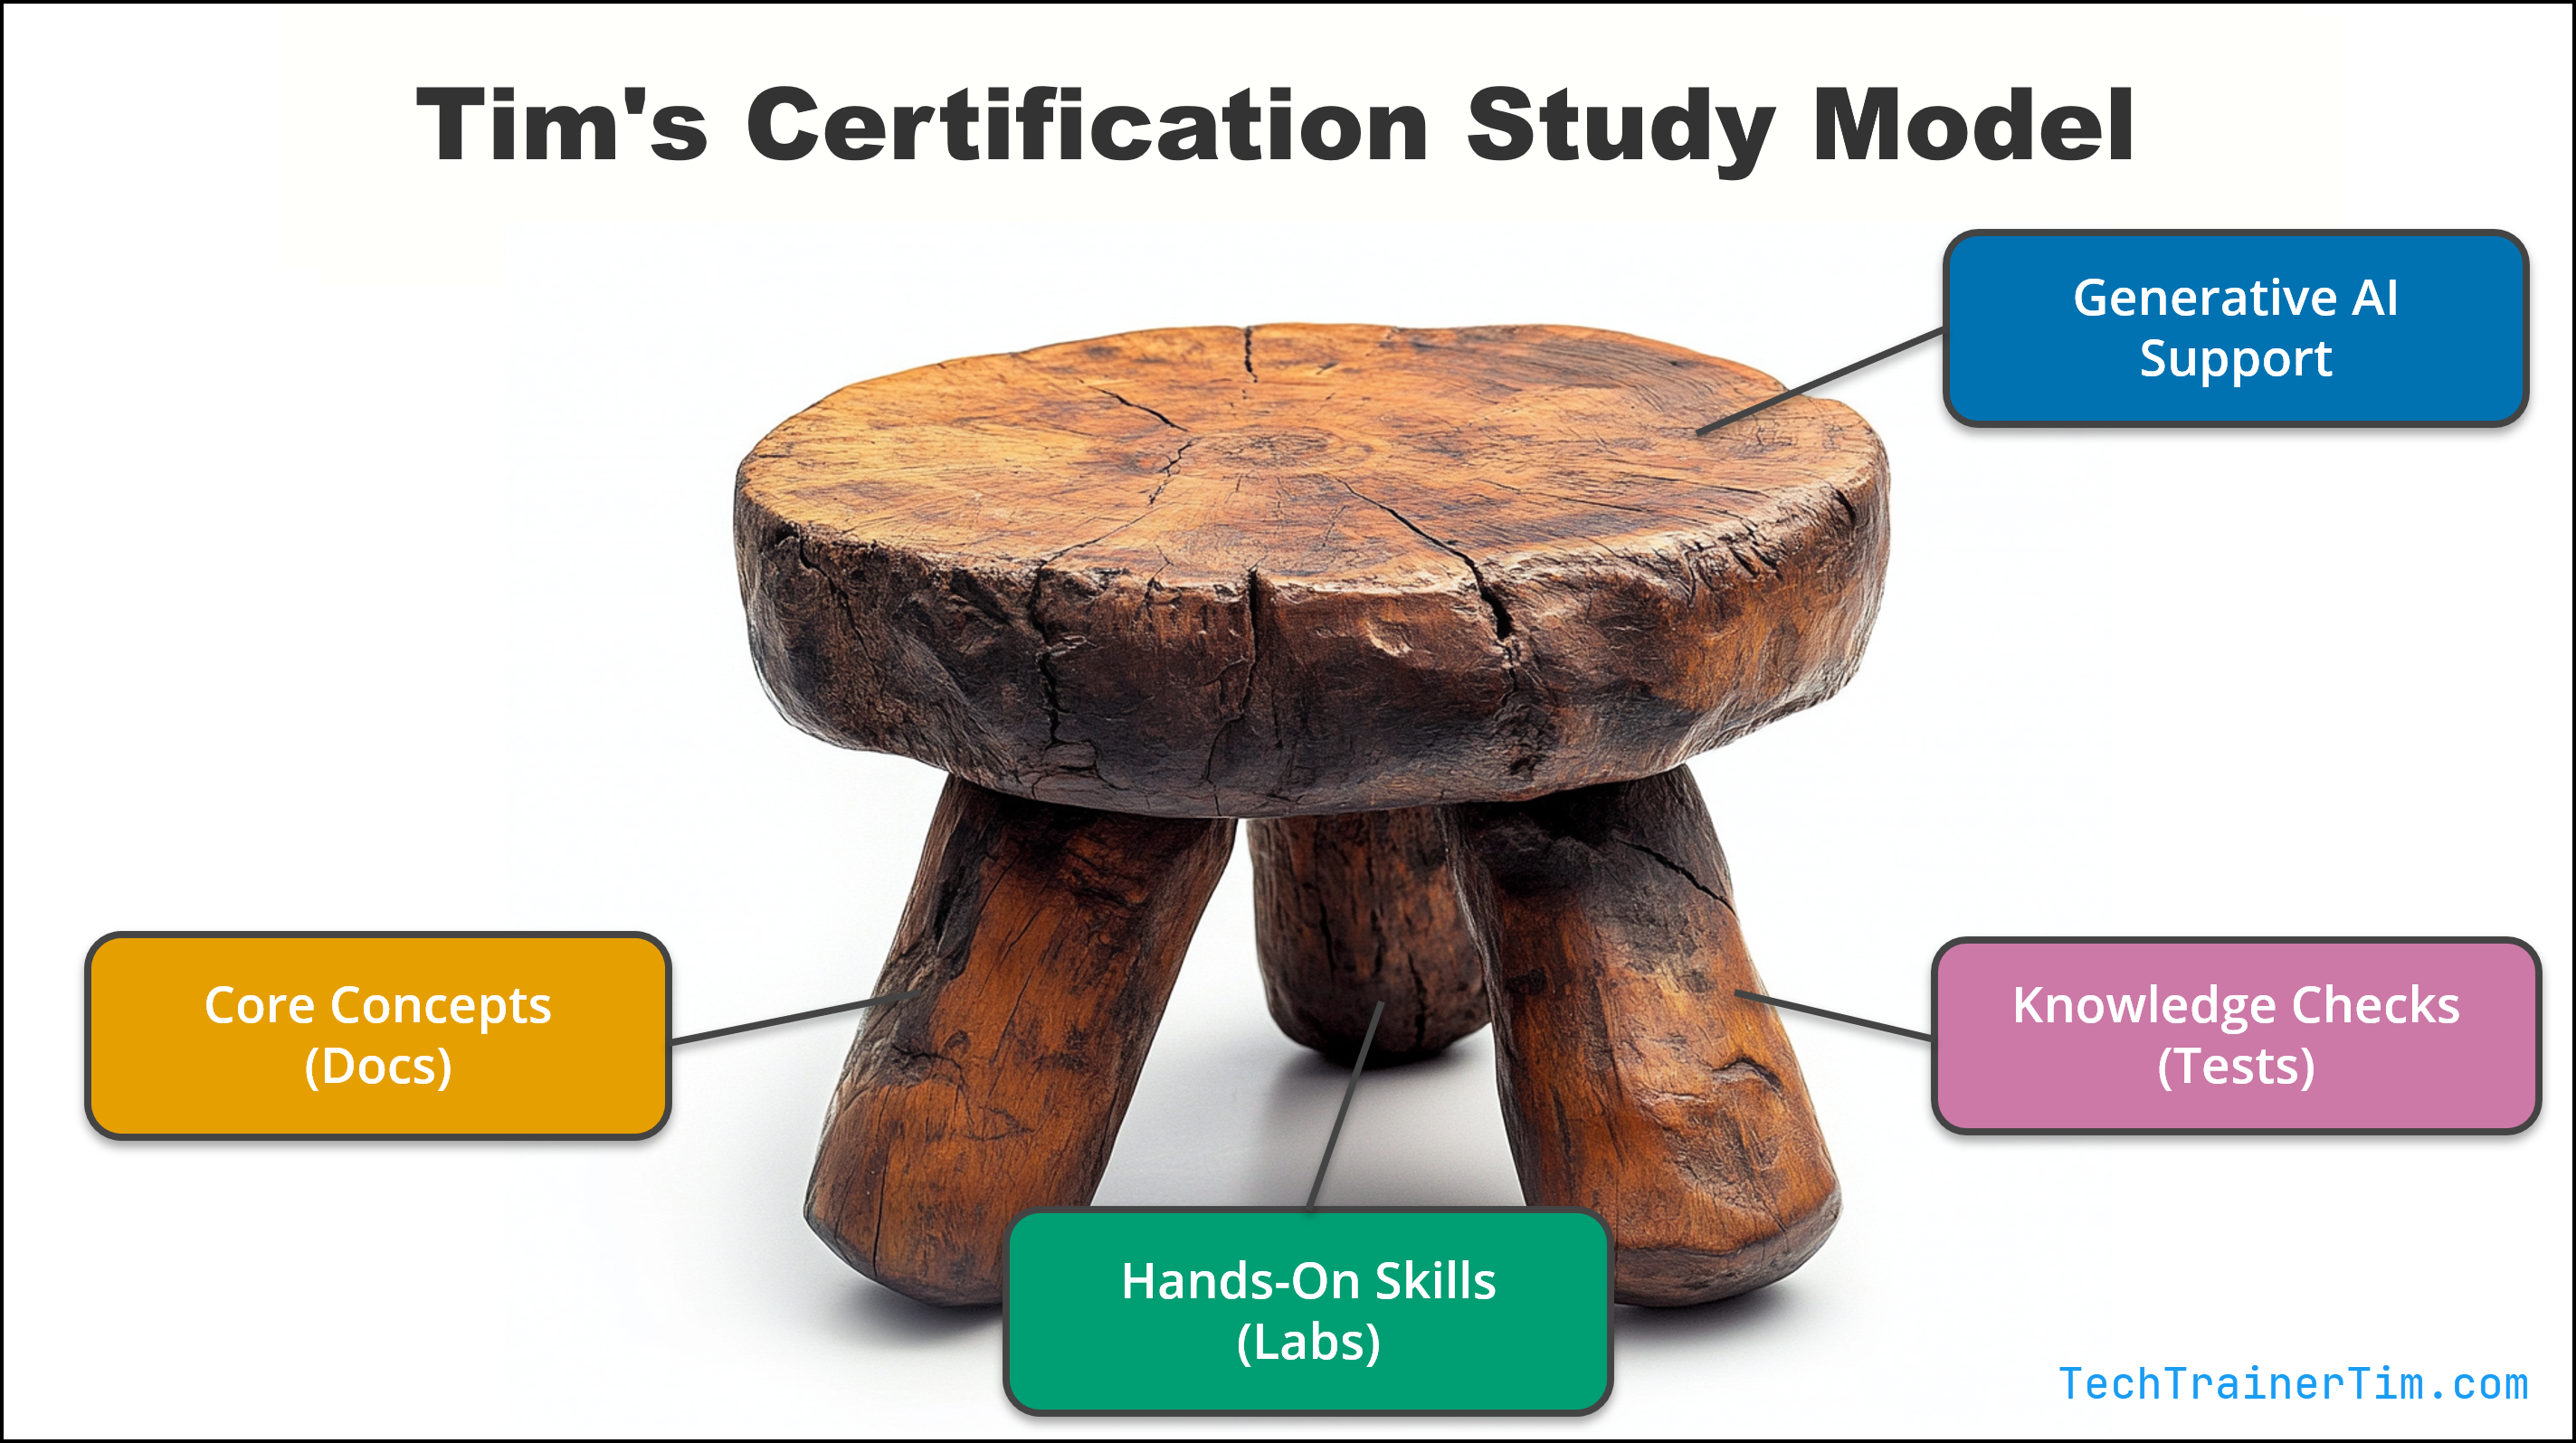 Tim's Certification Study Model
Generative AI
Support
Core Concepts
(Docs)
Knowledge Checks
(Tests)
Hands-On Skills
(Labs)
TechTrainerTim.com